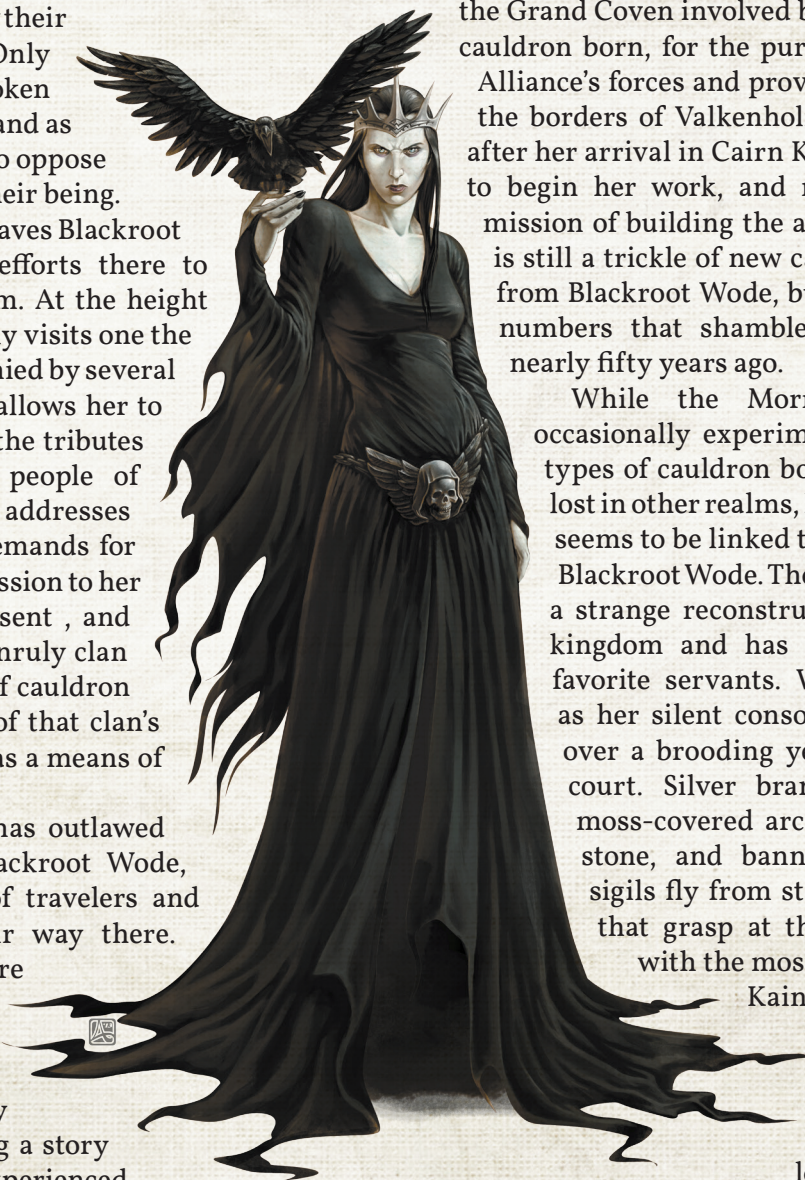 their
Only
and as
o oppose
heir being.
aves Blackroot
efforts there to
m. At the height
y visits one the
nied by several
allows her to
the tributes
people of
addresses
emands for
ssion to her
sent , and
nruly clan
f cauldron
of that clan's
as a means of
has outlawed
ackroot Wode,
of travelers and
r way there.
re
y
g a story
xperienced
the Grand Coven involved h
cauldron born, for the pur
Alliance's forces and prov
the borders of Valkenhol
after her arrival in Cairn K
to begin her work, and
mission of building the a
is still a trickle of new c
from Blackroot Wode, b
numbers that shamble
nearly fifty years ago.
While the Morr
occasionally experim
types of cauldron bo
lost in other realms,
seems to be linked t
Blackroot Wode. The
a strange reconstru
kingdom and has
favorite servants.
as her silent conso
over a brooding y
court. Silver bran
moss-covered arc
stone, and bann
sigils fly from st
that grasp at th
with the mos
Kain